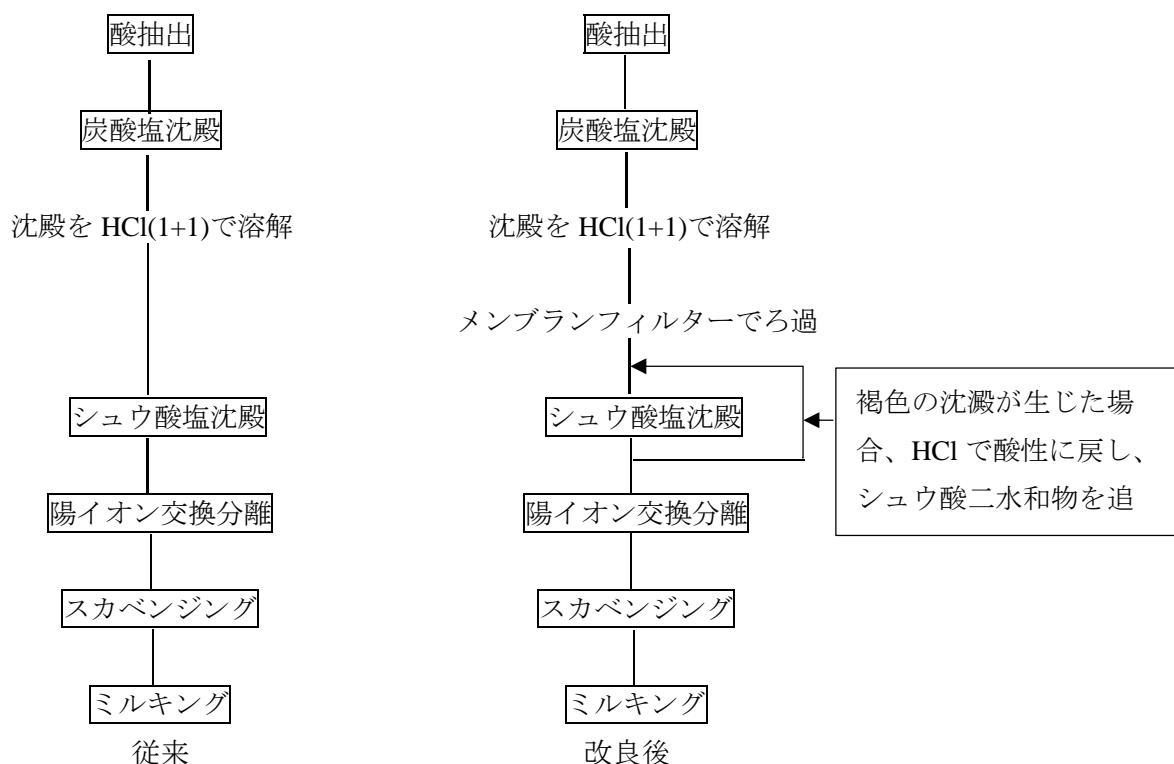 酸抽出
炭酸塩沈殿
沈殿を HCl(1+1)で溶解
シュウ酸塩沈殿
陽イオン交換分離
スカベンジング
ミルキング
従来
酸抽出
炭酸塩沈殿
沈殿を HCl(1+1)で溶解
メンブランフィルターでろ過
シュウ酸塩沈殿
陽イオン交換分離
スカベンジング
ミルキング
改良後
褐色の沈澱が生じた場
合、HCl で酸性に戻し、
シュウ酸二水和物を追